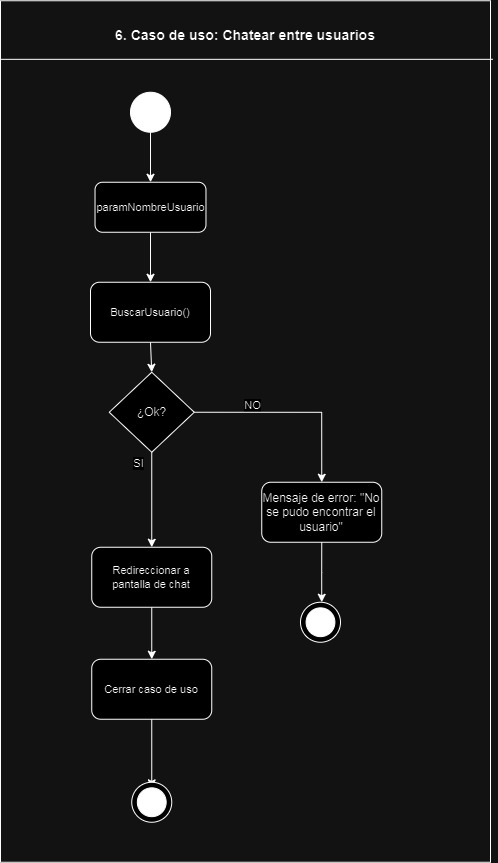 6. Caso de uso: Chatear entre usuarios
paramNombreUsuario
BuscarUsuario()
¿Ok?
NO
SI
Mensaje de error: "No
se pudo encontrar el
usuario"
Redireccionar a
pantalla de chat
Cerrar caso de uso